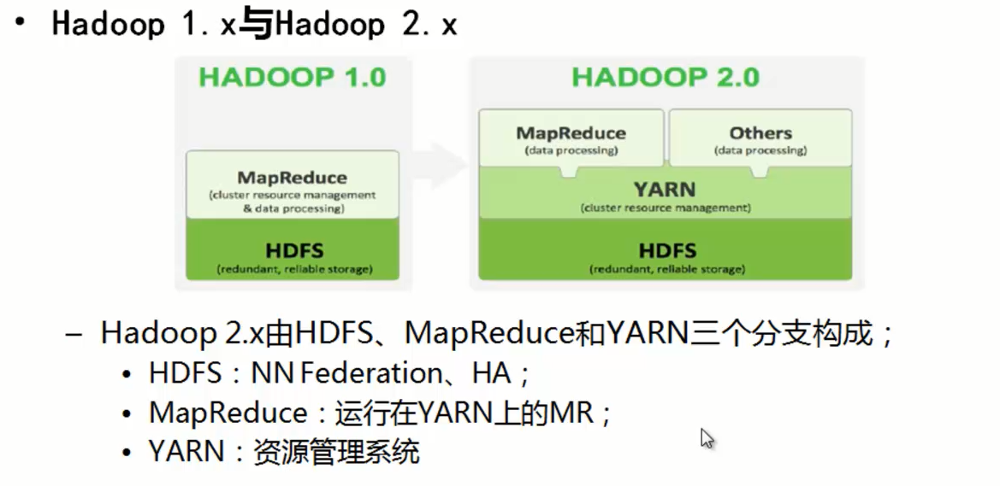 • Hadoop 1.x与Hadoop 2.x
HADOOP 1.0
MapReduce
(cluster resource management
& data processing)
HDFS
(redundant, reliable storage)
HADOOP 2.0
MapReduce
(data processing)
Others
(data processing)
YARN
(cluster resource management)
HDFS
(redundant, reliable storage)
– Hadoop 2.x由HDFS、MapReduce和YARN三个分支构成；
• HDFS：NN Federation、HA；
• MapReduce：运行在YARN上的MR；
• YARN：资源管理系统